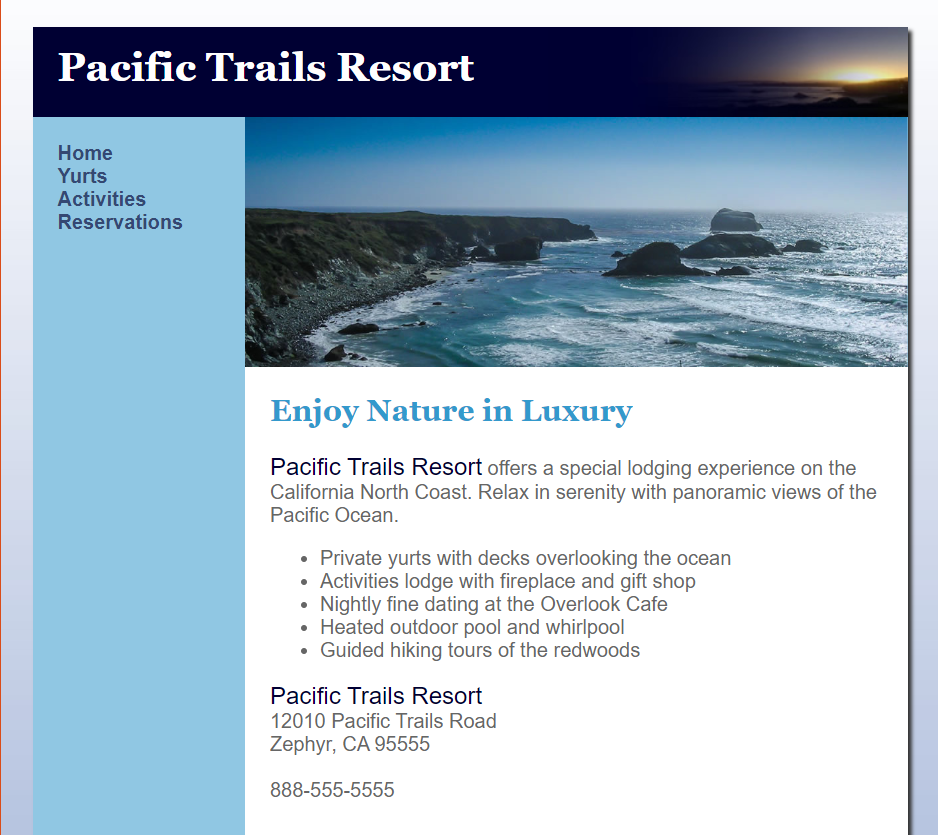 Pacific Trails Resort
Home
Yurts
Activities
Reservations
Enjoy Nature in Luxury
Pacific Trails Resort offers a special lodging experience on the
California North Coast. Relax in serenity with panoramic views of the
Pacific Ocean.
• Private yurts with decks overlooking the ocean
• Activities lodge with fireplace and gift shop
• Nightly fine dating at the Overlook Cafe
• Heated outdoor pool and whirlpool
• Guided hiking tours of the redwoods
Pacific Trails Resort
12010 Pacific Trails Road
Zephyr, CA 95555
888-555-5555